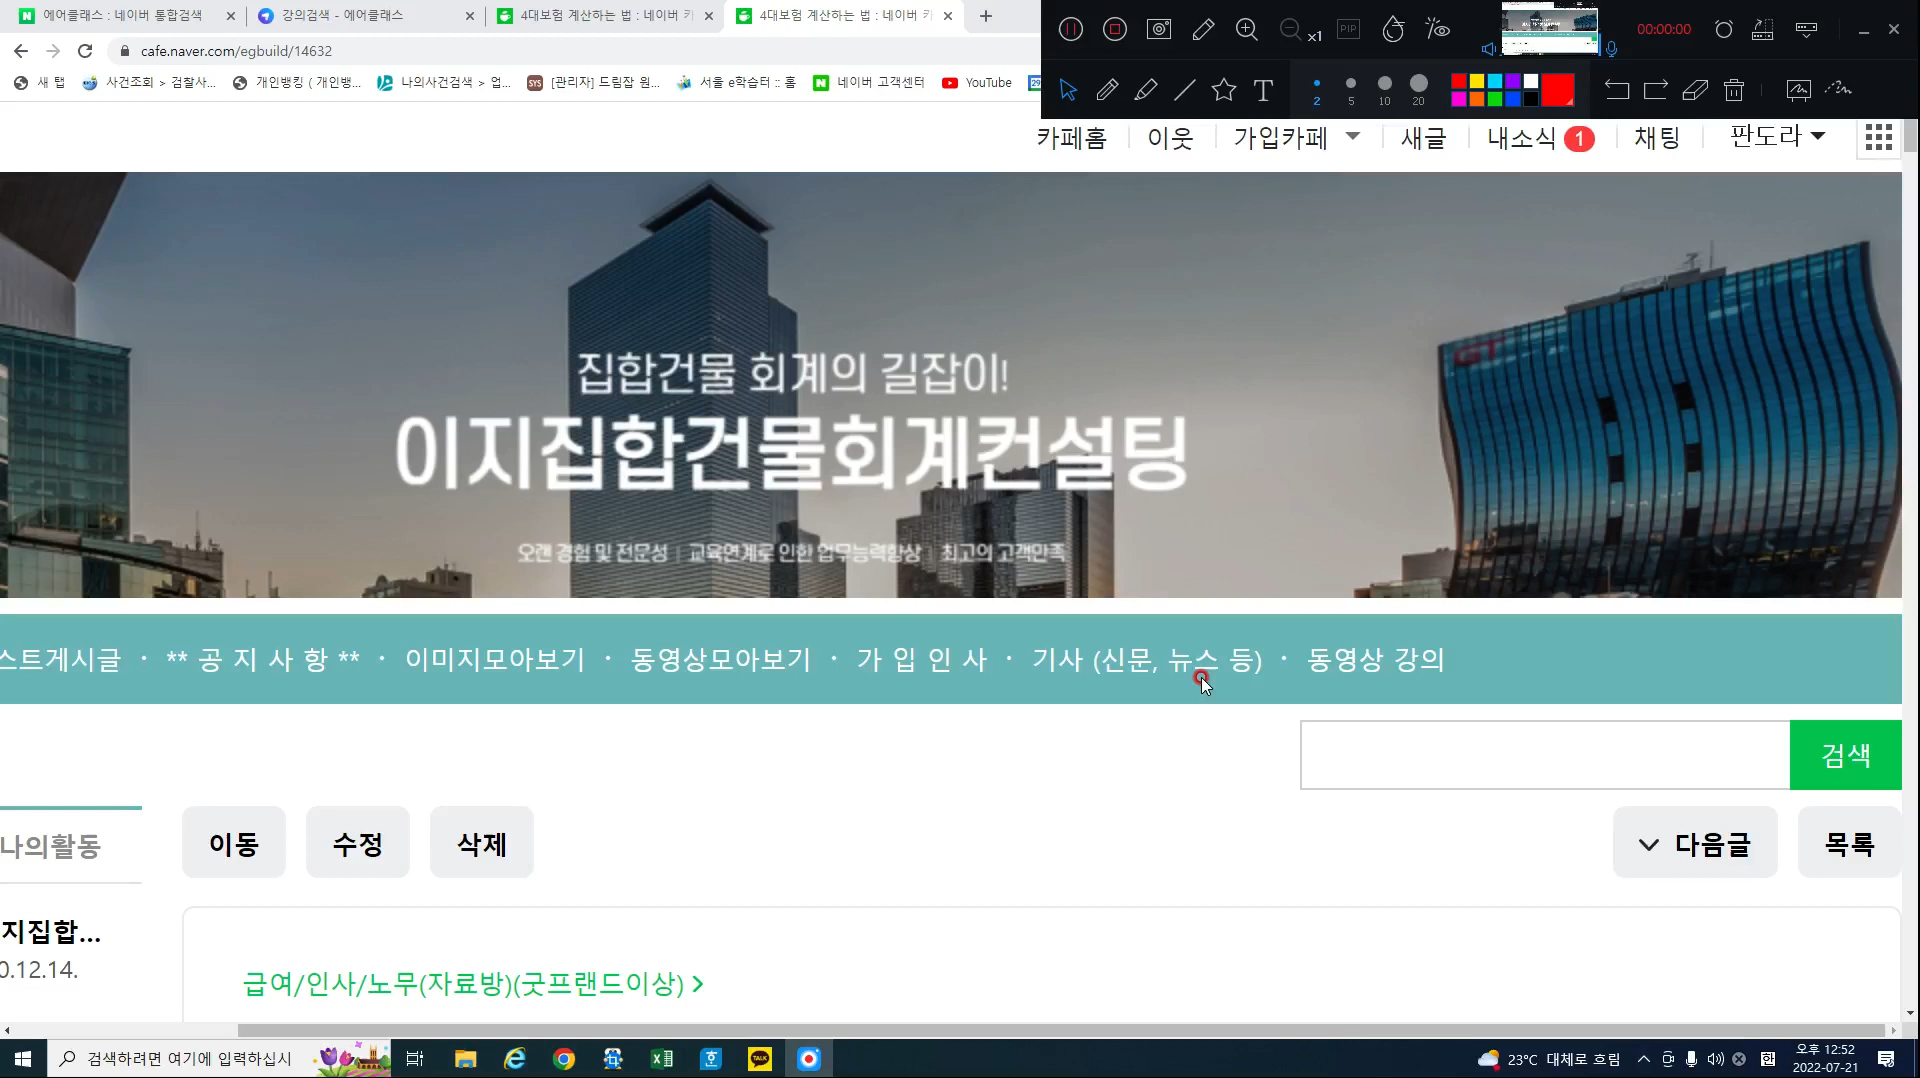 에어클래스 : 네이버 통합검색
강의검색 - 에어클래스
4대보험 계산하는 법 : 네이버 카
4대보험 계산하는 법 : 네이버 카
x1
PIP
00:00:00
cafe.naver.com/egbuild/14632
새 탭
사건조회 > 검찰사...
개인뱅킹 ( 개인뱅...
나의사건검색 > 업...
SYS
[관리자] 드림잡 원...
서울 e학습터 :: 홈
네이버 고객센터
YouTube
T
2
5
10
20
카페홈
이웃
가입카페
새글
내소식 1
채팅
판도라
GT
집합건물 회계의 길잡이!
이지집합건물회계컨설팅
오랜 경험 및 전문성 | 교육연계로 인한 업무능력향상 | 최고의 고객만족
스트게시글 · ** 공 지 사 항 ** · 이미지모아보기 · 동영상모아보기 · 가 입 인 사 · 기사 (신문, 뉴스 등) · 동영상 강의
검색
나의활동
이동
수정
삭제
다음글
목록
지집합...
0.12.14.
급여/인사/노무(자료방)(굿프랜드이상) >
검색하려면 여기에 입력하십시
TALK
23°C 대체로 흐림
한
오후 12:52
2022-07-21